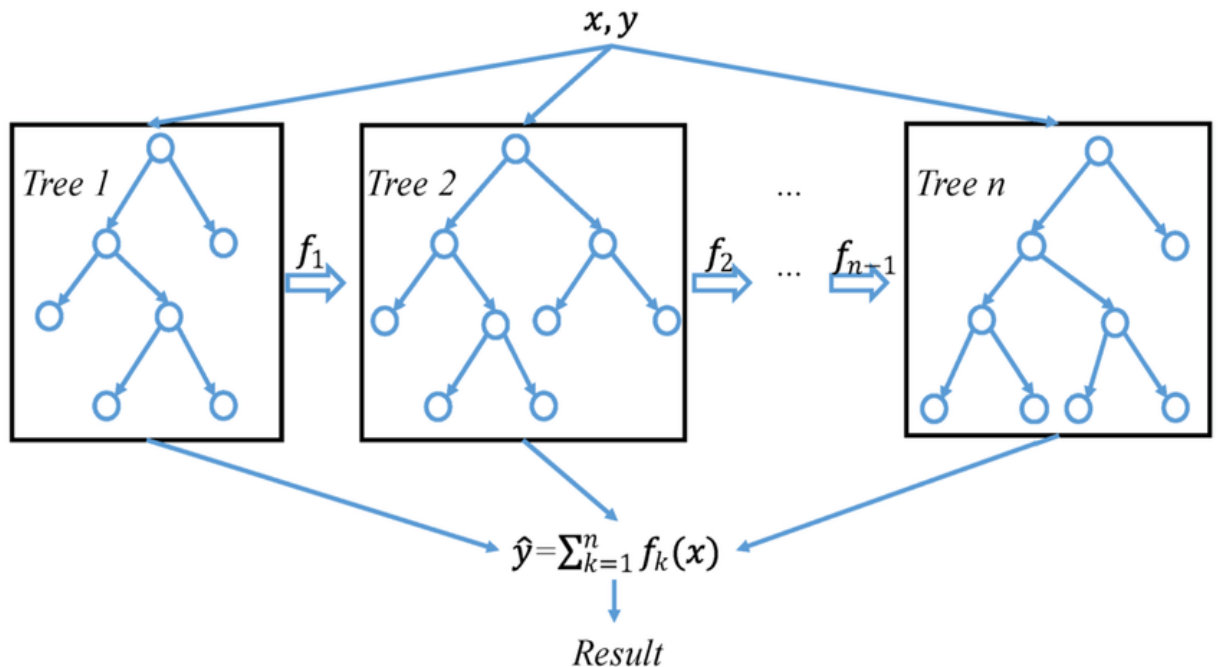 x, y
Tree 1
Tree 2
...
Tree n
f₁
f₂
...
fₙ₋₁
ŷ=∑ⁿₖ₌₁ fₖ(x)
Result